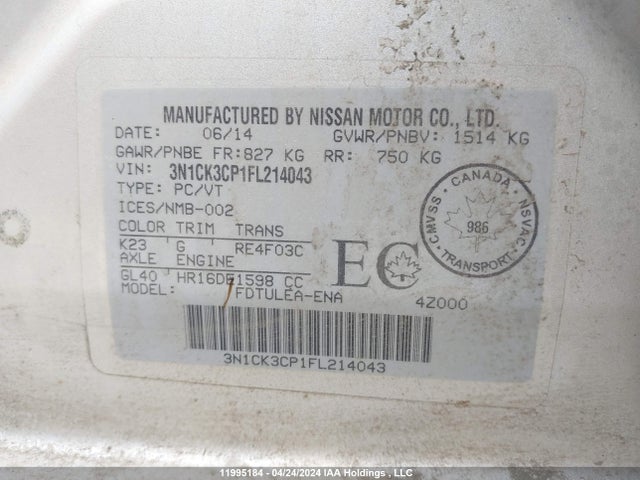 MANUFACTURED BY NISSAN MOTOR CO., LTD.
DATE: 06/14 GVWR/PNBV: 1514 KG
GAWR/PNBE FR: 827 KG RR: 750 KG
VIN: 3N1CK3CP1FL214043
TYPE: PC/VT
ICES/NMB-002
COLOR TRIM TRANS
K23 G RE4F03C
AXLE ENGINE
GL40 HR16DE 1598 CC
MODEL: FDTULEA-ENA
EC 4Z000
CANADA
CMVSS NSVAC
986
TRANSPORT
3N1CK3CP1FL214043
11995184 - 04/24/2024 IAA Holdings , LLC